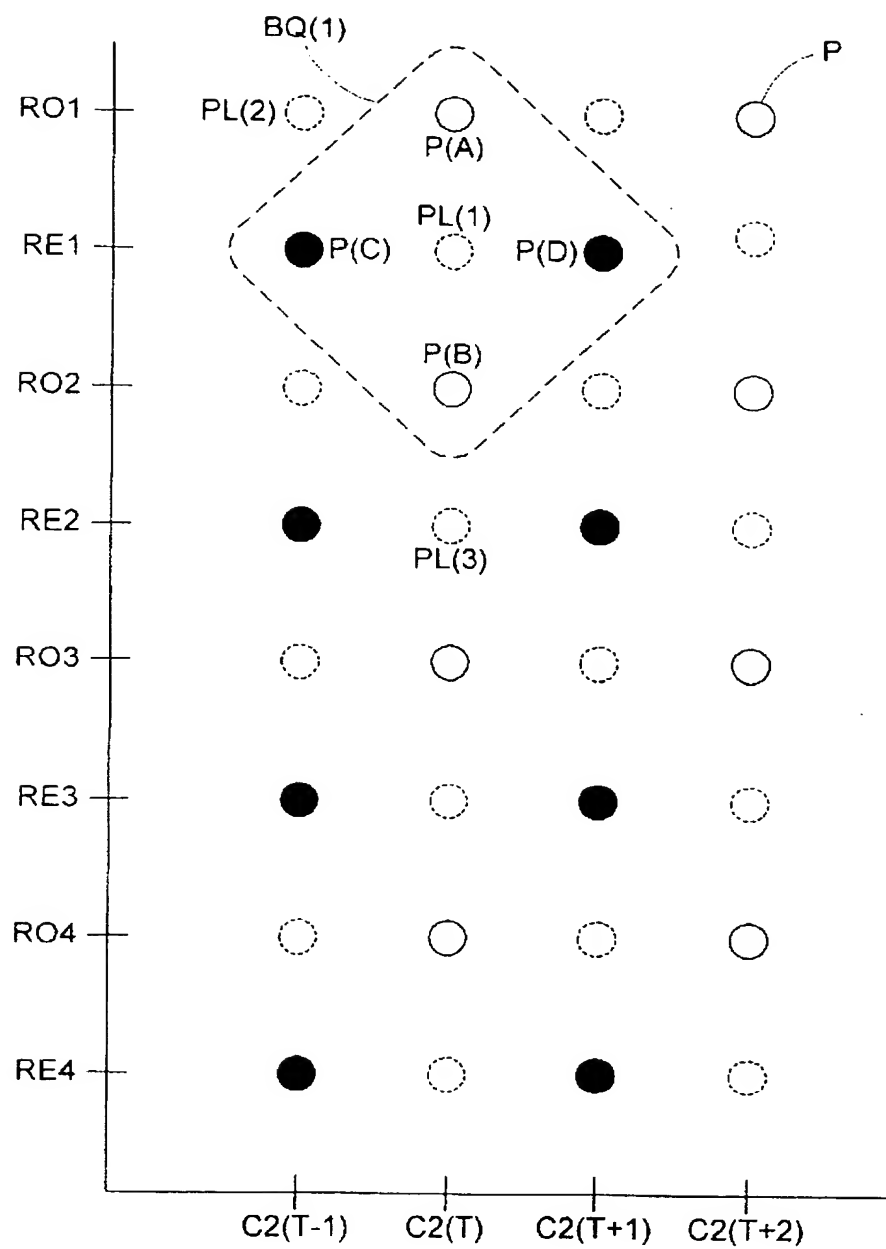 BQ(1)
P
RO1
PL(2)
P(A)
PL(1)
RE1
P(C)
P(D)
P(B)
RO2
RE2
PL(3)
RO3
RE3
RO4
RE4
C2(T-1)
C2(T)
C2(T+1)
C2(T+2)